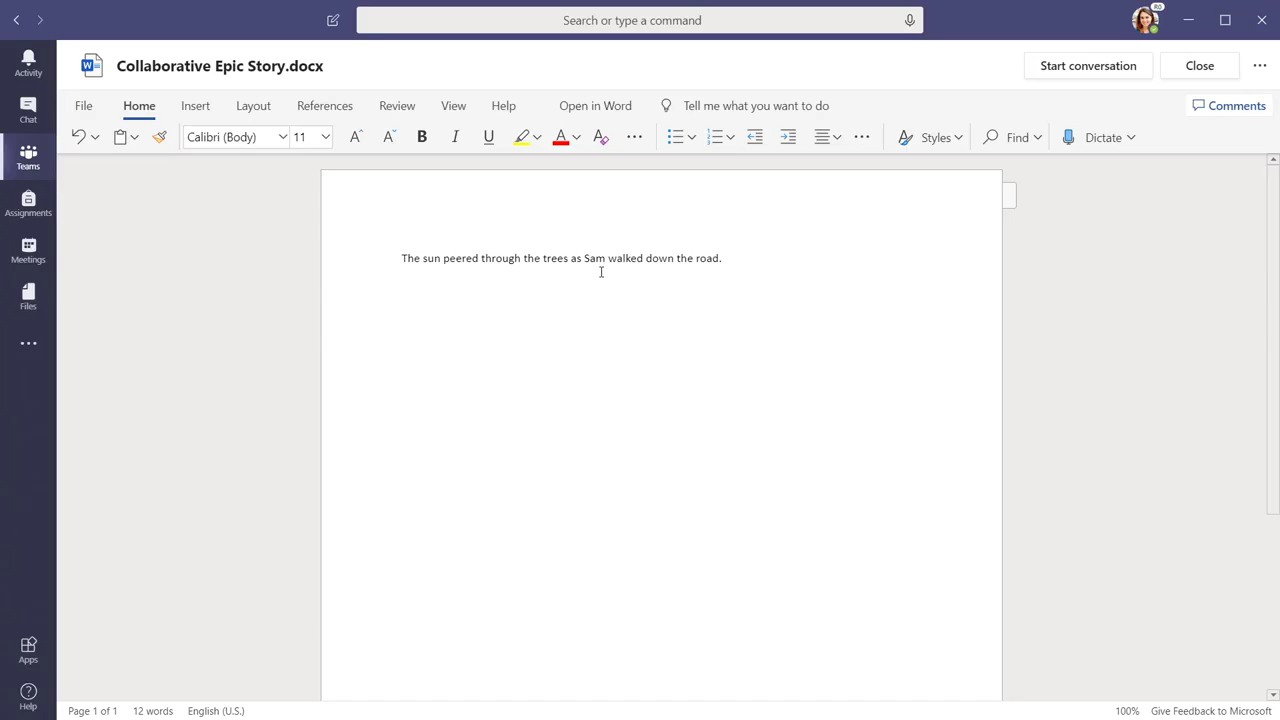 Search or type a command
RO
Activity
Chat
Teams
Assignments
Meetings
Files
Apps
Help
W
Collaborative Epic Story.docx
Start conversation
Close
File Home Insert Layout References Review View Help Open in Word Tell me what you want to do
Comments
Calibri (Body) 11 B I U A Styles Find Dictate
The sun peered through the trees as Sam walked down the road.
Page 1 of 1 12 words English (U.S.) 100% Give Feedback to Microsoft